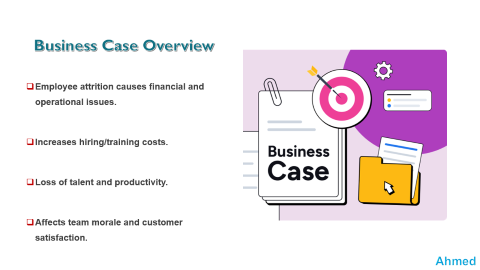 Business Case Overview
❑Employee attrition causes financial and
operational issues.
❑Increases hiring/training costs.
❑Loss of talent and productivity.
❑Affects team morale and customer
satisfaction.
Business
Case
Ahmed